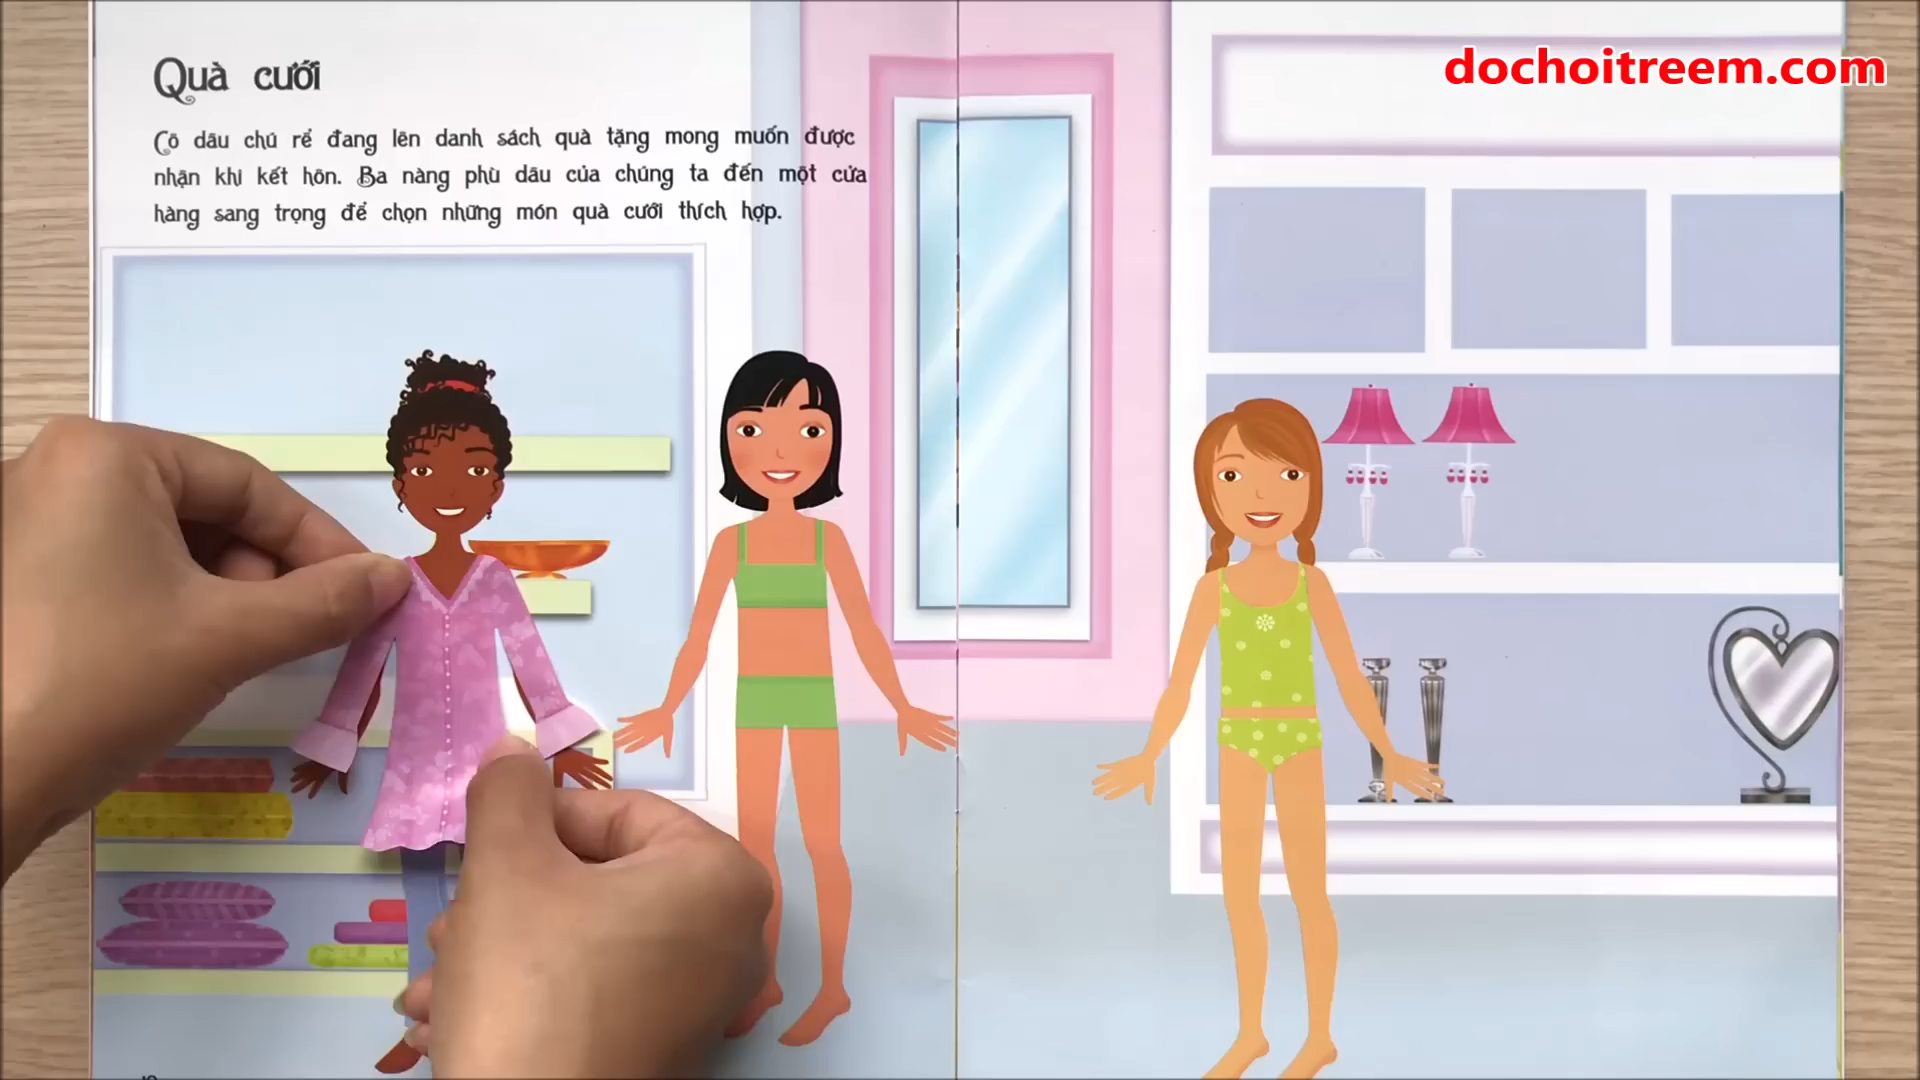 Quà cưới
dochoitreem.com
Cô dâu chú rể đang lên danh sách quà tặng mong muốn được
nhận khi kết hôn. Ba nàng phù dâu của chúng ta đến một cửa
hàng sang trọng để chọn những món quà cưới thích hợp.